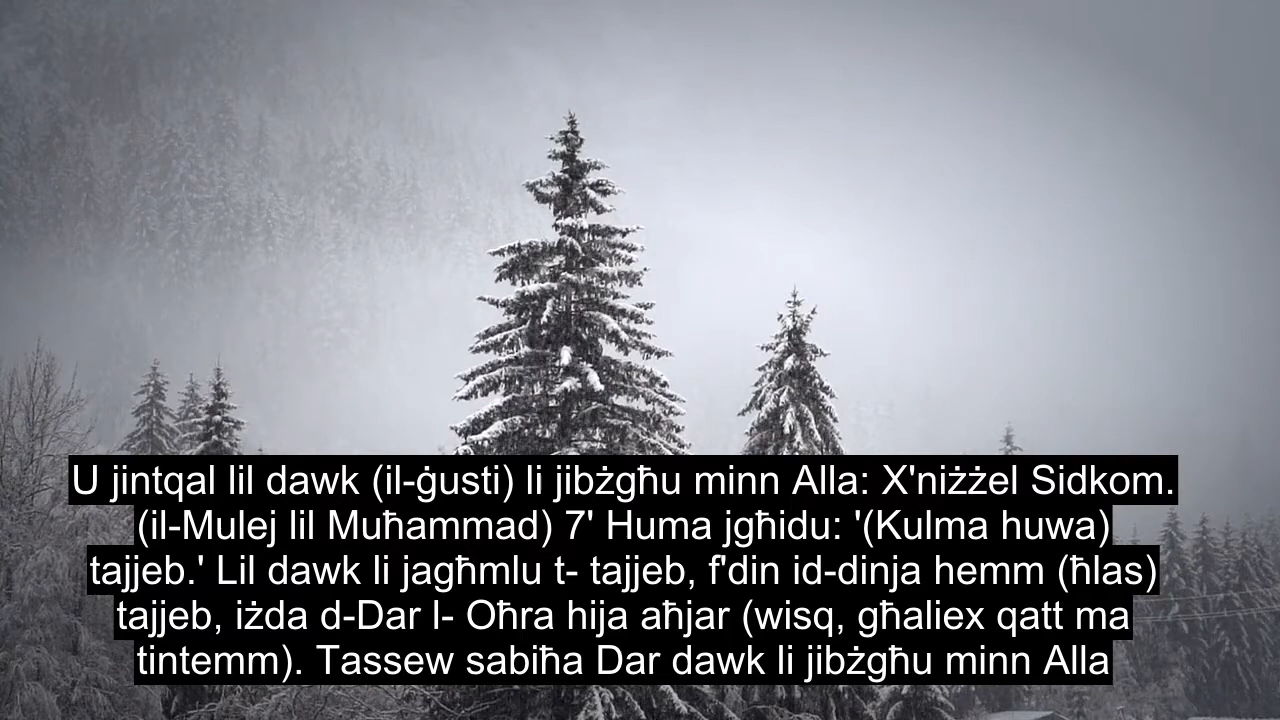 U jintqal lil dawk (il-ġusti) li jibżgħu minn Alla: X'niżżel Sidkom.
(il-Mulej lil Muħammad) 7' Huma jgħidu: '(Kulma huwa)
tajjeb.' Lil dawk li jagħmlu t- tajjeb, f'din id-dinja hemm (ħlas)
tajjeb, iżda d-Dar l- Oħra hija aħjar (wisq, għaliex qatt ma
tintemm). Tassew sabiħa Dar dawk li jibżgħu minn Alla